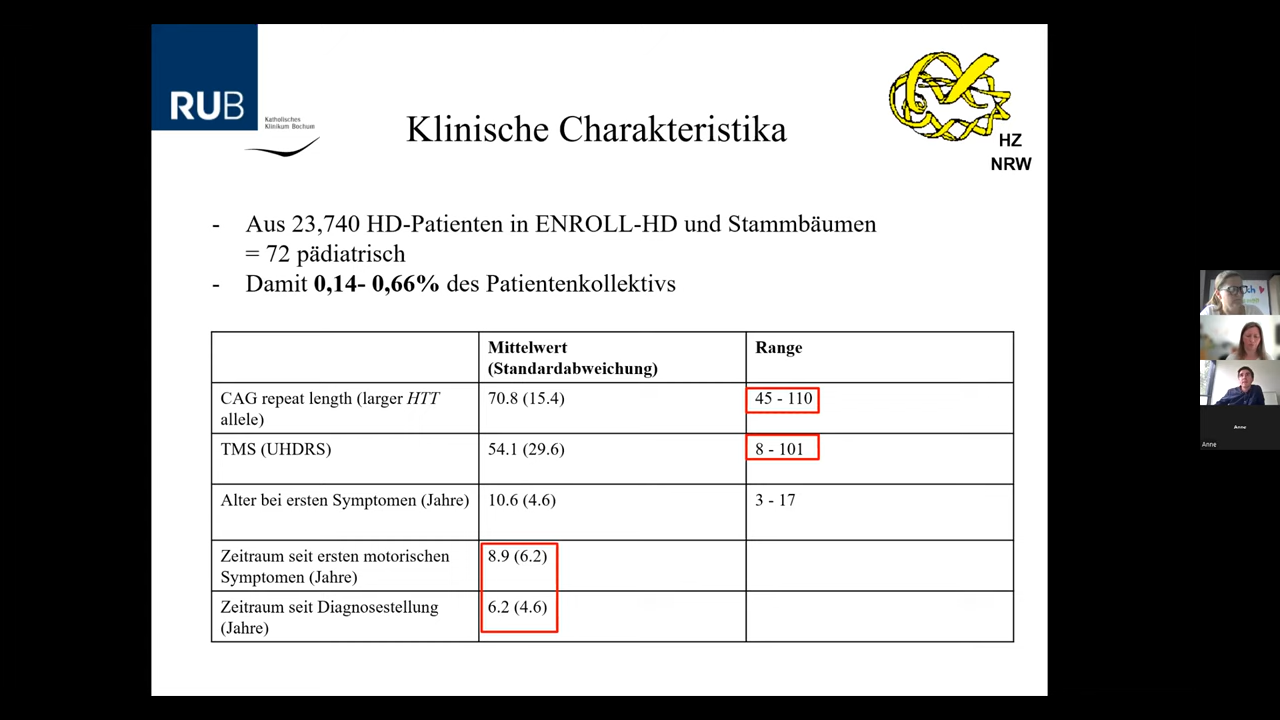 RUB
Katholisches
Klinikum Bochum
HZ
NRW
Klinische Charakteristika
- Aus 23,740 HD-Patienten in ENROLL-HD und Stammbäumen
= 72 pädiatrisch
- Damit 0,14- 0,66% des Patientenkollektivs
Mittelwert
(Standardabweichung)
Range
CAG repeat length (larger HTT
allele)
70.8 (15.4)
45 - 110
TMS (UHDRS)
54.1 (29.6)
8 - 101
Alter bei ersten Symptomen (Jahre)
10.6 (4.6)
3 - 17
Zeitraum seit ersten motorischen
Symptomen (Jahre)
8.9 (6.2)
Zeitraum seit Diagnosestellung
(Jahre)
6.2 (4.6)
Anne
Anne